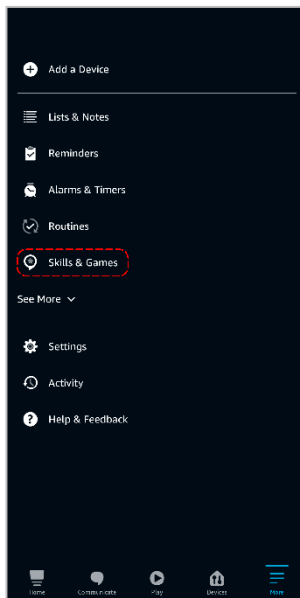 Add a Device
Lists & Notes
Reminders
Alarms & Timers
Routines
Skills & Games
See More
Settings
Activity
Help & Feedback
Home Communicate Play Devices More